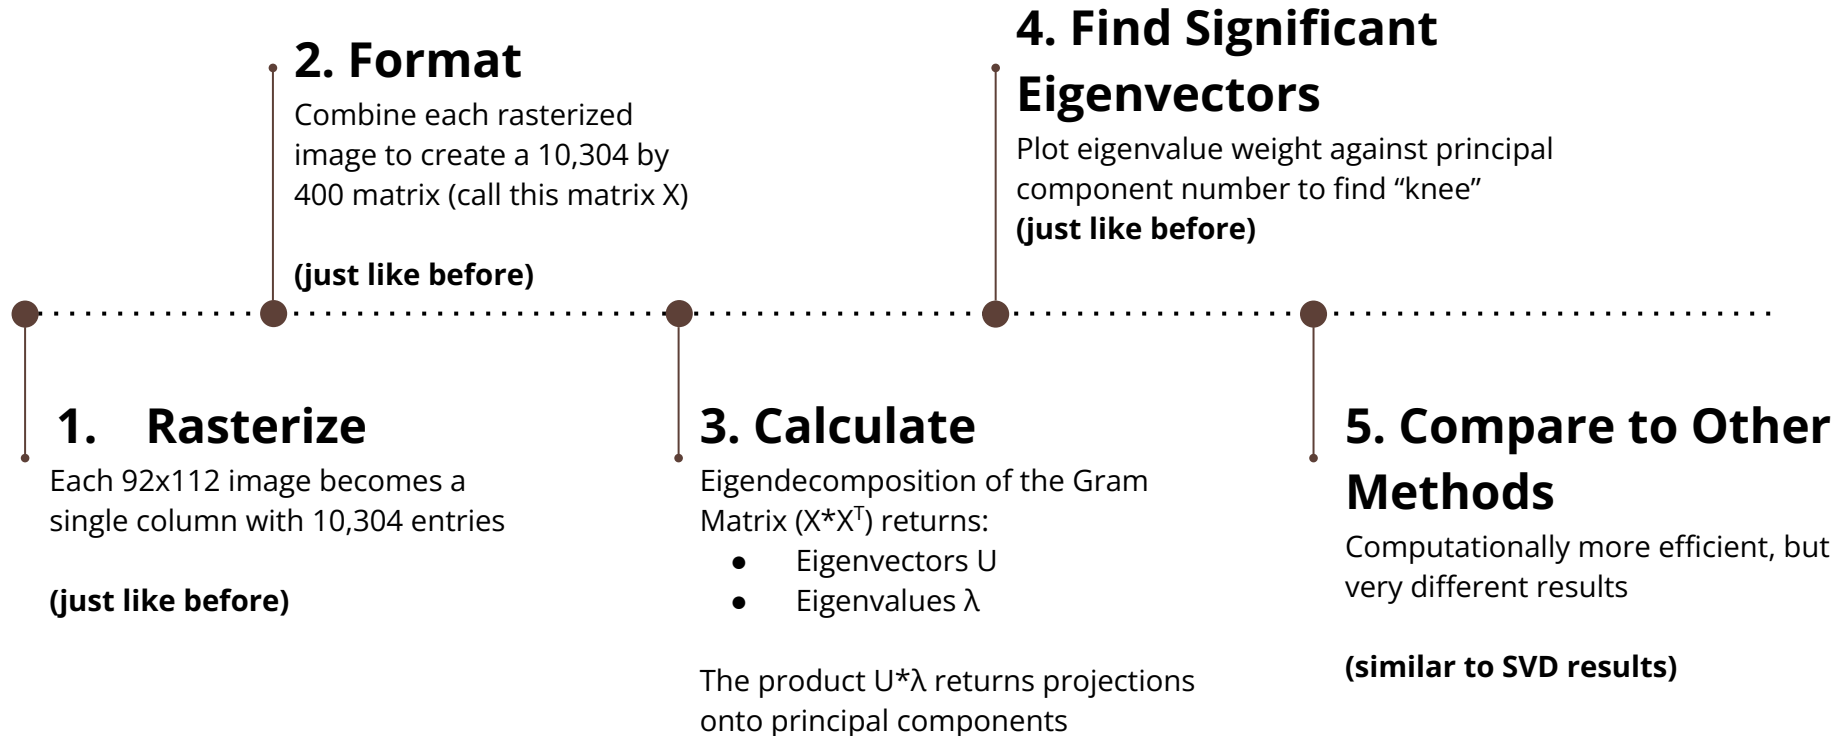 1. Rasterize
Each 92x112 image becomes a
single column with 10,304 entries
(just like before)
2. Format
Combine each rasterized
image to create a 10,304 by
400 matrix (call this matrix X)
(just like before)
3. Calculate
Eigendecomposition of the Gram
Matrix (X*Xᵀ) returns:
● Eigenvectors U
● Eigenvalues λ
The product U*λ returns projections
onto principal components
4. Find Significant
Eigenvectors
Plot eigenvalue weight against principal
component number to find “knee”
(just like before)
5. Compare to Other
Methods
Computationally more efficient, but
very different results
(similar to SVD results)